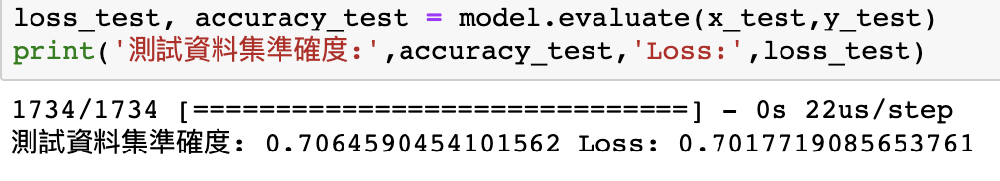 loss_test, accuracy_test = model.evaluate(x_test,y_test)
print('測試資料集準確度:',accuracy_test,'Loss:',loss_test)
1734/1734 [==============================] - 0s 22us/step
測試資料集準確度: 0.7064590454101562 Loss: 0.7017719085653761